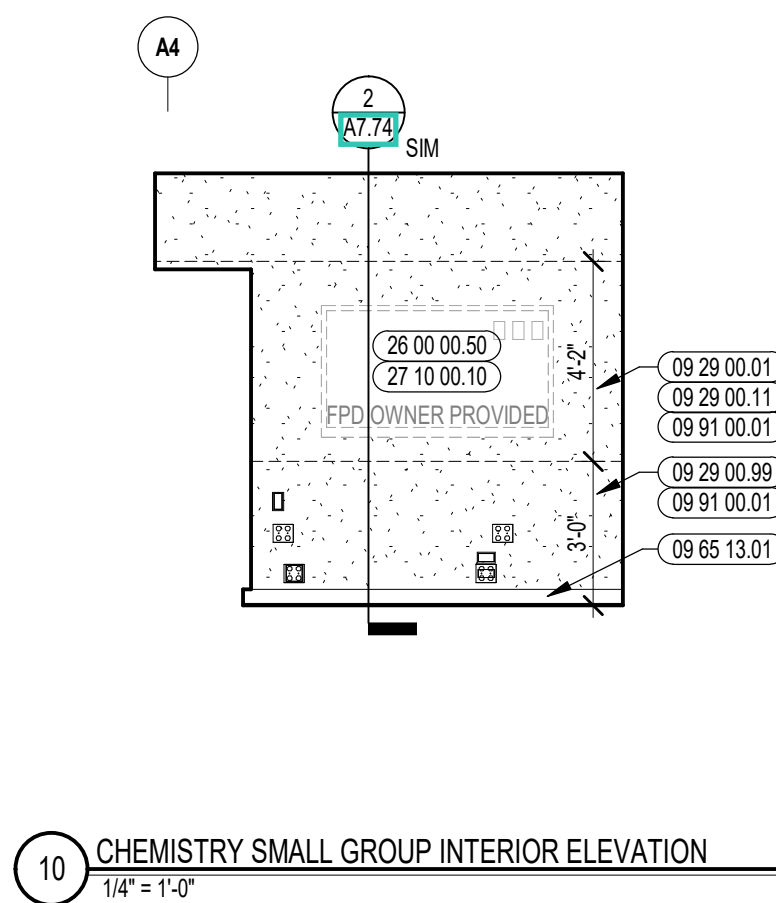 A4
2
A7.74
SIM
26 00 00.50
27 10 00.10
FPD OWNER PROVIDED
4'-2"
09 29 00.01
09 29 00.11
09 91 00.01
09 29 00.99
09 91 00.01
3'-0"
09 65 13.01
10
CHEMISTRY SMALL GROUP INTERIOR ELEVATION
1/4" = 1'-0"